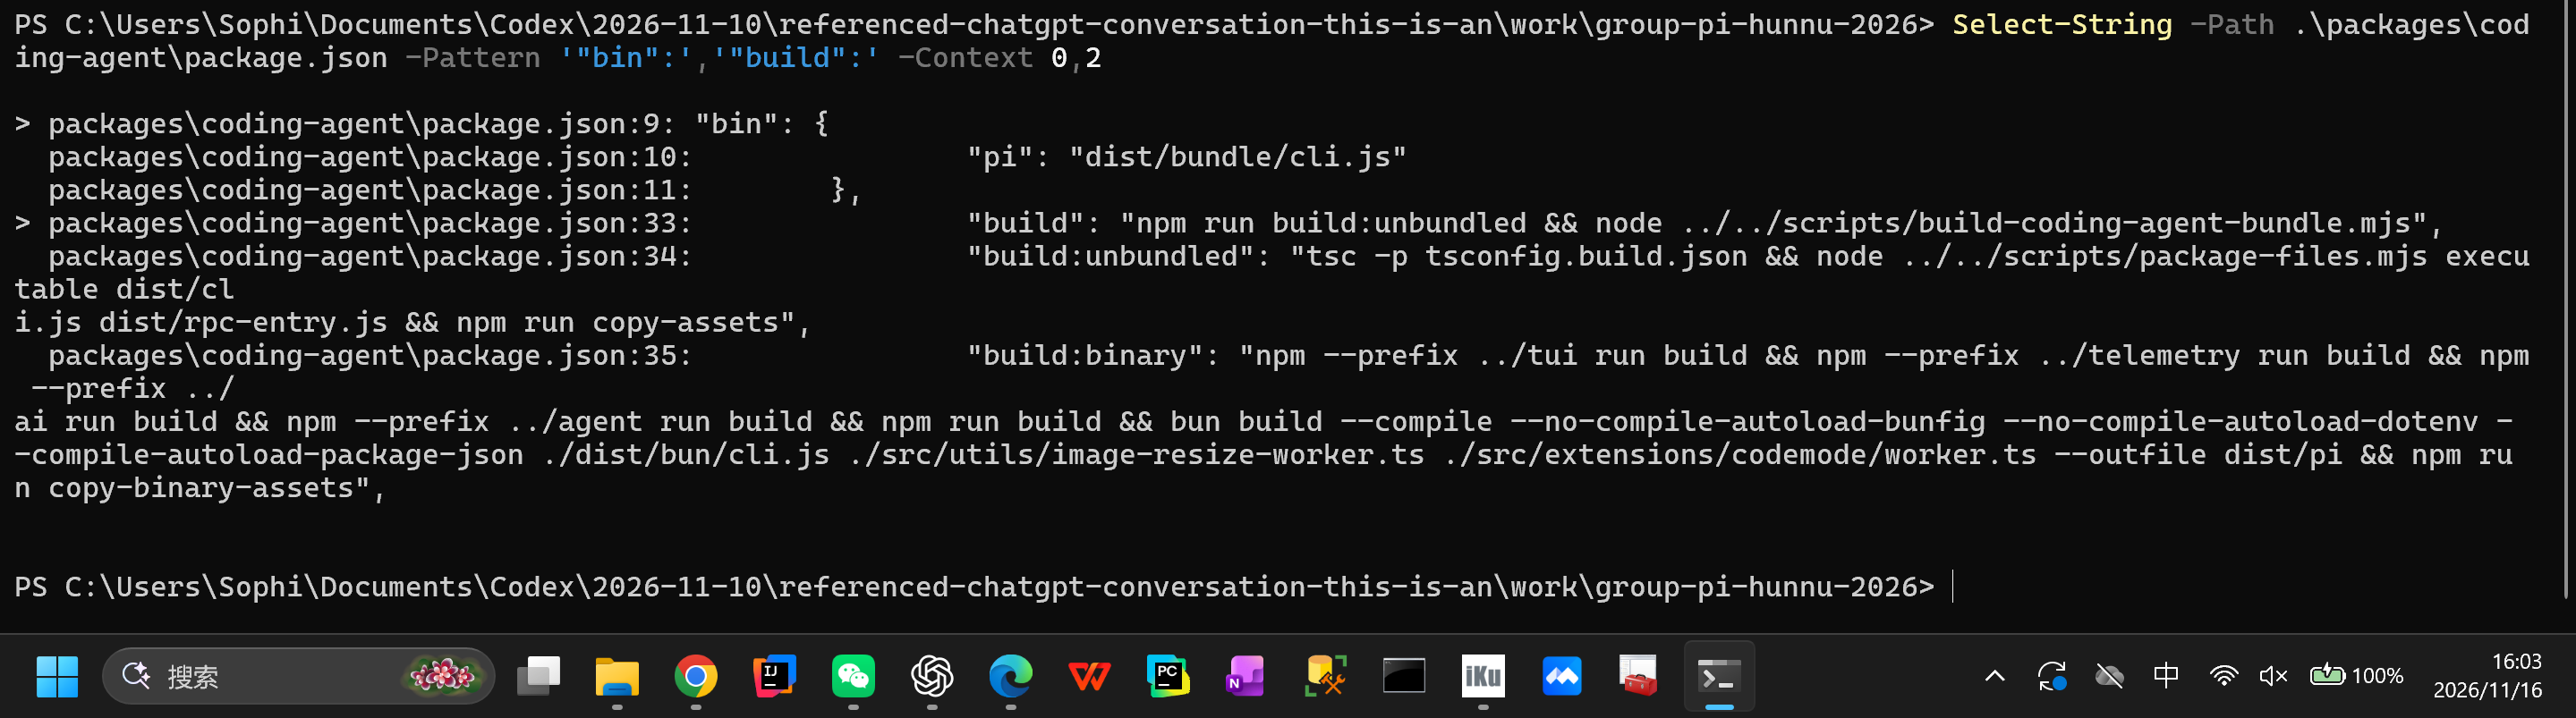 PS C:\Users\Sophi\Documents\Codex\2026-11-10\referenced-chatgpt-conversation-this-is-an\work\group-pi-hunnu-2026> Select-String -Path .\packages\cod
ing-agent\package.json -Pattern '"bin":','"build":' -Context 0,2
> packages\coding-agent\package.json:9: "bin": {
packages\coding-agent\package.json:10: "pi": "dist/bundle/cli.js"
packages\coding-agent\package.json:11: },
> packages\coding-agent\package.json:33: "build": "npm run build:unbundled && node ../../scripts/build-coding-agent-bundle.mjs",
packages\coding-agent\package.json:34: "build:unbundled": "tsc -p tsconfig.build.json && node ../../scripts/package-files.mjs execu
table dist/cl
i.js dist/rpc-entry.js && npm run copy-assets",
packages\coding-agent\package.json:35: "build:binary": "npm --prefix ../tui run build && npm --prefix ../telemetry run build && npm
--prefix ../
ai run build && npm --prefix ../agent run build && npm run build && bun build --compile --no-compile-autoload-bunfig --no-compile-autoload-dotenv -
-compile-autoload-package-json ./dist/bun/cli.js ./src/utils/image-resize-worker.ts ./src/extensions/codemode/worker.ts --outfile dist/pi && npm ru
n copy-binary-assets",
PS C:\Users\Sophi\Documents\Codex\2026-11-10\referenced-chatgpt-conversation-this-is-an\work\group-pi-hunnu-2026>
搜索
IJ
PC
N
iKu
中
100%
16:03
2026/11/16